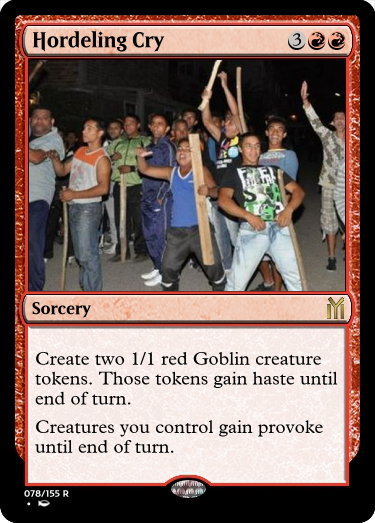 Hordeling Cry 3
Sorcery
Create two 1/1 red Goblin creature
tokens. Those tokens gain haste until
end of turn.
Creatures you control gain provoke
until end of turn.
078/155 R